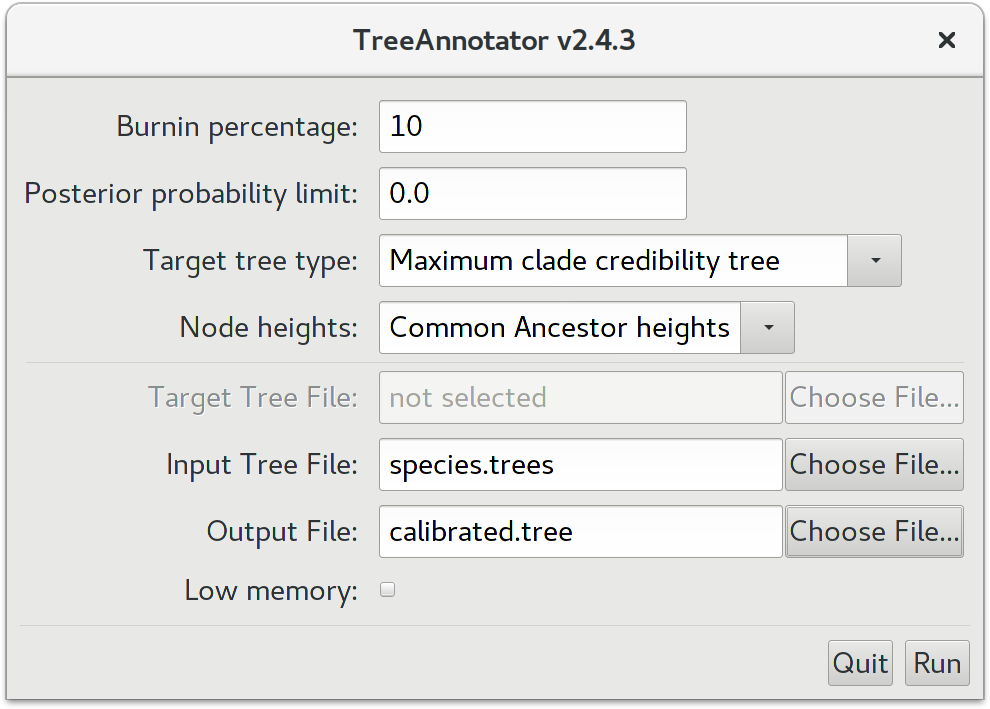 TreeAnnotator v2.4.3
Burnin percentage: 10
Posterior probability limit: 0.0
Target tree type: Maximum clade credibility tree
Node heights: Common Ancestor heights
Target Tree File: not selected Choose File...
Input Tree File: species.trees Choose File...
Output File: calibrated.tree Choose File...
Low memory:
Quit Run